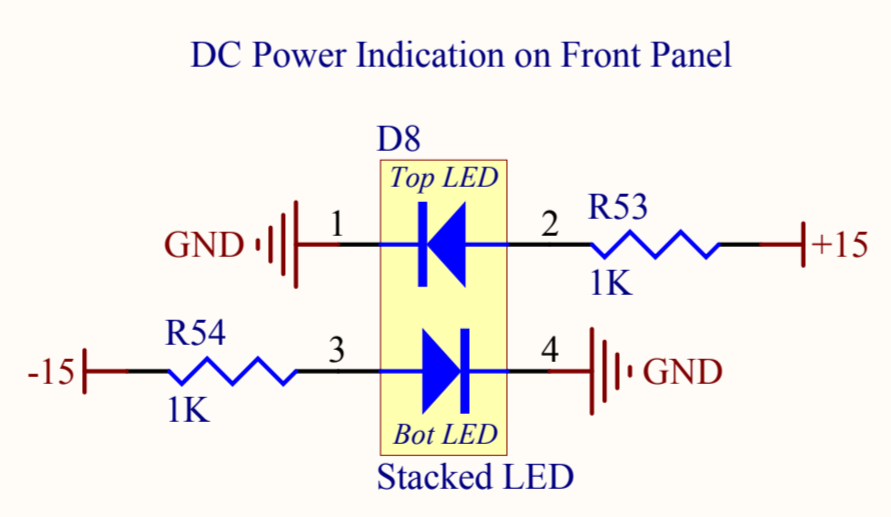 DC Power Indication on Front Panel
D8
Top LED
GND 1 2 R53 +15
1K
-15 R54 3 4 GND
1K
Bot LED
Stacked LED